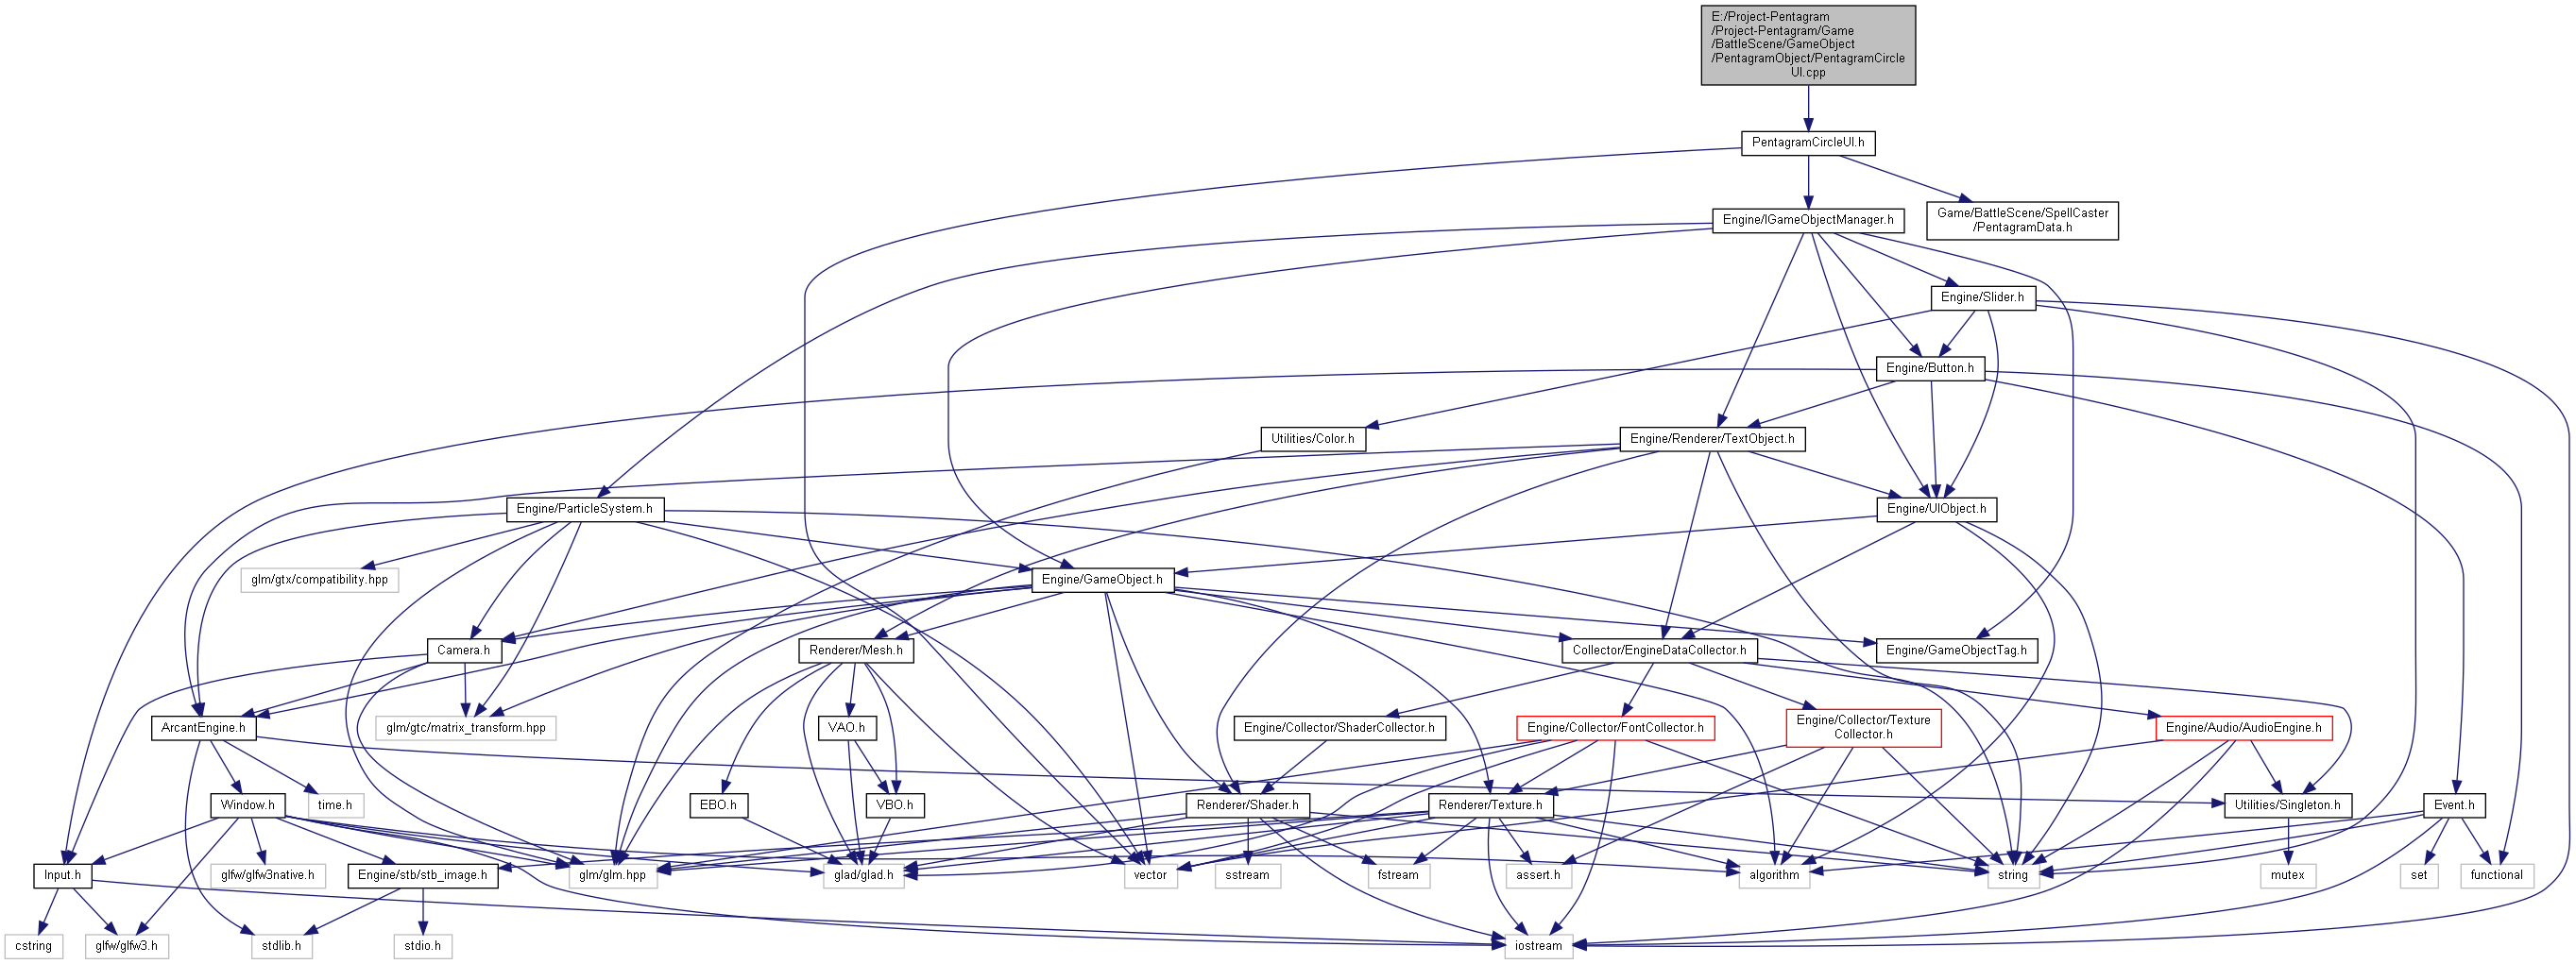 E:/Project-Pentagram
/Project-Pentagram/Game
/BattleScene/GameObject
/PentagramObject/PentagramCircle
UI.cpp
PentagramCircleUI.h
Engine/IGameObjectManager.h
Game/BattleScene/SpellCaster
/PentagramData.h
Engine/Slider.h
Engine/Button.h
Utilities/Color.h
Engine/Renderer/TextObject.h
Engine/ParticleSystem.h
Engine/UIObject.h
glm/gtx/compatibility.hpp
Engine/GameObject.h
Camera.h
Renderer/Mesh.h
Collector/EngineDataCollector.h
Engine/GameObjectTag.h
ArcantEngine.h
glm/gtc/matrix_transform.hpp
VAO.h
Engine/Collector/ShaderCollector.h
Engine/Collector/FontCollector.h
Engine/Collector/Texture
Collector.h
Engine/Audio/AudioEngine.h
Window.h
time.h
EBO.h
VBO.h
Renderer/Shader.h
Renderer/Texture.h
Utilities/Singleton.h
Event.h
Input.h
glfw/glfw3native.h
Engine/stb/stb_image.h
glm/glm.hpp
glad/glad.h
vector
sstream
fstream
assert.h
algorithm
string
mutex
set
functional
cstring
glfw/glfw3.h
stdlib.h
stdio.h
iostream